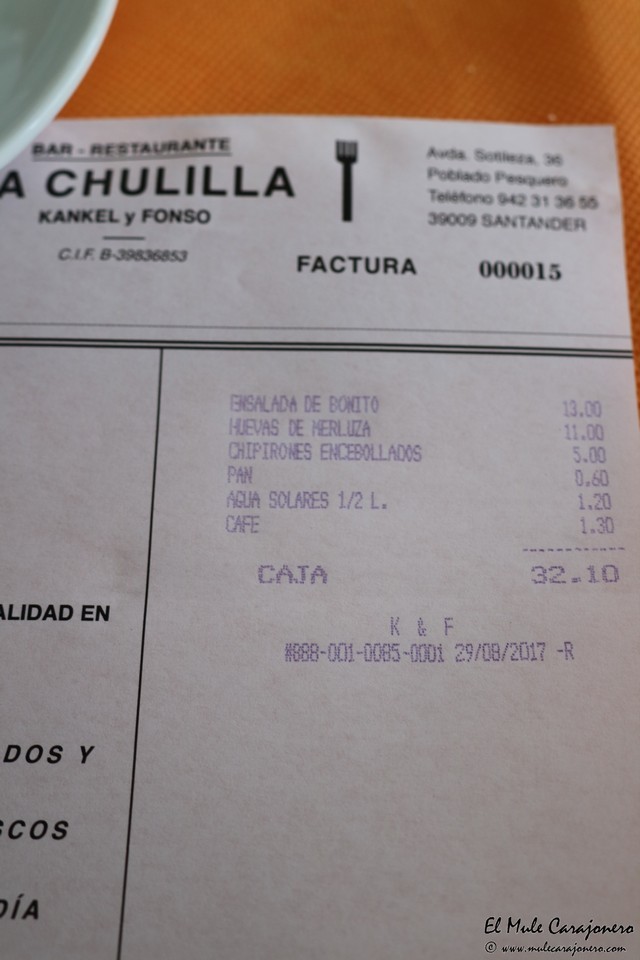 BAR - RESTAURANTE
A CHULILLA
KANKEL y FONSO
C.I.F. B-39836853
Avda. Sotileza, 36
Poblado Pesquero
Teléfono 942 31 36 55
39009 SANTANDER
FACTURA 000015
ENSALADA DE BONITO 13.00
HUEVAS DE MERLUZA 11.00
CHIPIRONES ENCEBOLLADOS 5.00
PAN 0.60
AGUA SOLARES 1/2 L. 1.20
CAFE 1.30
CAJA 32.10
K & F
#888-001-0085-0001 29/08/2017 -R
ALIDAD EN
DOS Y
SCOS
DÍA
El Mule Carajonero
© www.mulecarajonero.com